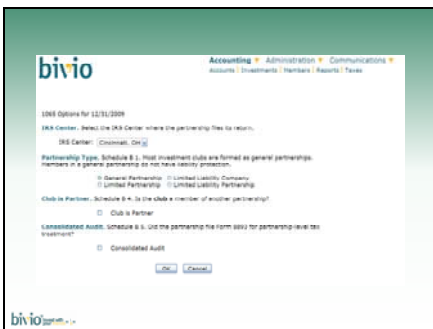 bivio
Accounting Administration Communications
Accounts | Investments | Members | Reports | Taxes
1065 Options for 12/31/2009
IRS Center. Select the IRS Center where the partnership files its return.
IRS Center: Cincinnati, OH
Partnership Type. Schedule B 1. Most investment clubs are formed as general partnerships.
Members in a general partnership do not have liability protection.
General Partnership Limited Liability Company
Limited Partnership Limited Liability Partnership
Club is Partner. Schedule B 4. Is the club a member of another partnership?
Club is Partner
Consolidated Audit. Schedule B 5. Did the partnership file Form 8893 for partnership-level tax
treatment?
Consolidated Audit
OK Cancel
bivio